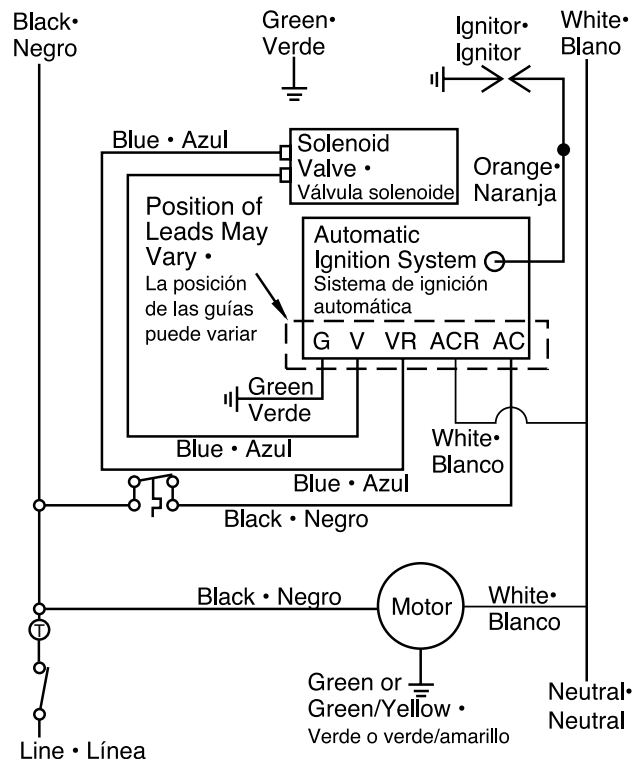 Black•
Negro
Green•
Verde
Ignitor•
Ignitor
White•
Blano
Blue • Azul
Solenoid
Valve •
Válvula solenoide
Orange•
Naranja
Position of
Leads May
Vary •
La posición
de las guías
puede variar
Automatic
Ignition System
Sistema de ignición
automática
G V VR ACR AC
Green
Verde
Blue • Azul
White•
Blanco
Blue • Azul
Black • Negro
Black • Negro
Motor
White•
Blanco
T
Green or
Green/Yellow •
Verde o verde/amarillo
Neutral•
Neutral
Line • Línea